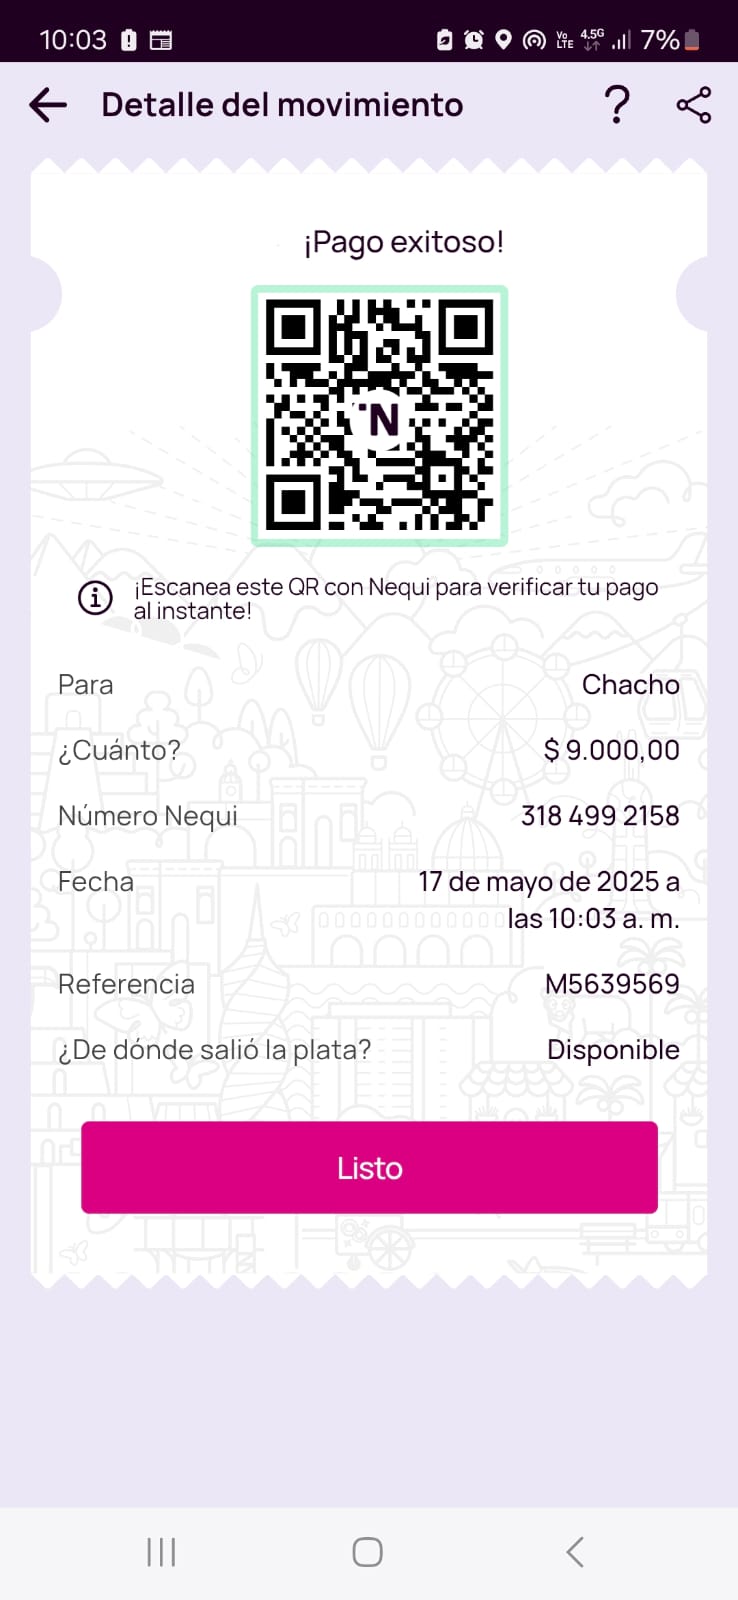 10:03 Vo LTE 4.5G 7%
Detalle del movimiento ?
¡Pago exitoso!
N
¡Escanea este QR con Nequi para verificar tu pago
al instante!
Para Chacho
¿Cuánto? $ 9.000,00
Número Nequi 318 499 2158
Fecha 17 de mayo de 2025 a
las 10:03 a. m.
Referencia M5639569
¿De dónde salió la plata? Disponible
Listo